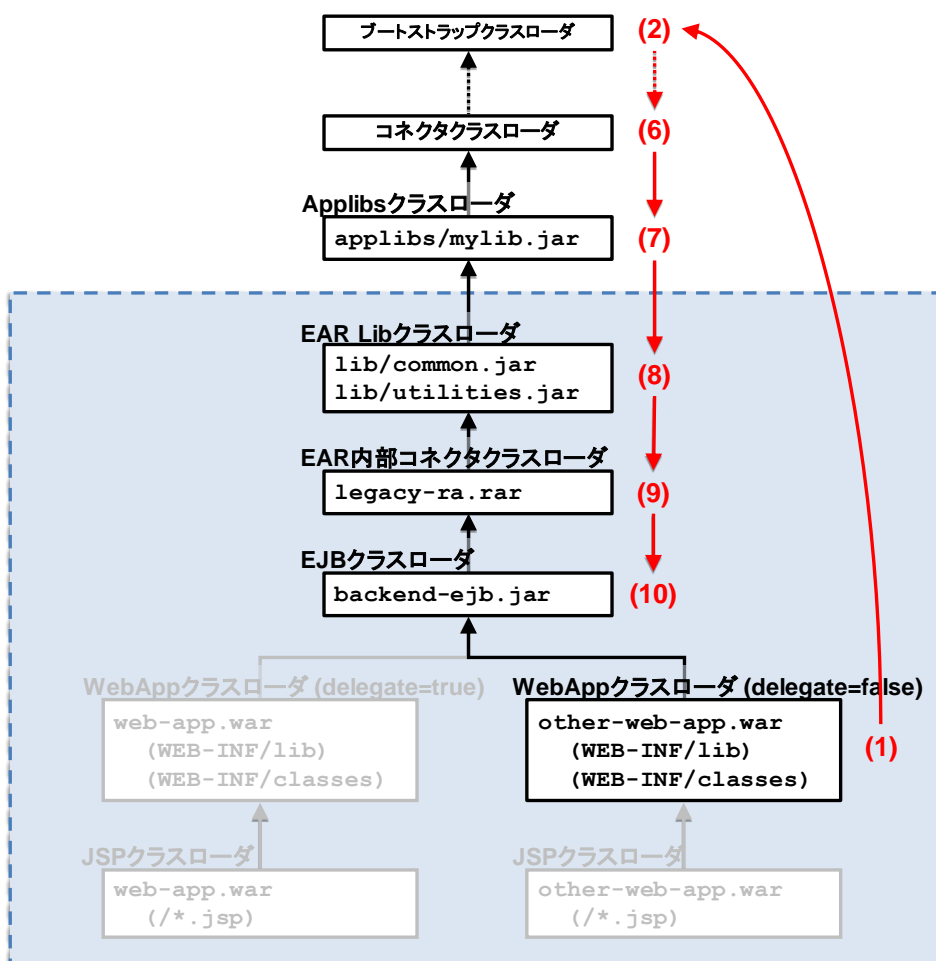 ブートストラップクラスローダ
(2)
コネクタクラスローダ
(6)
Applibsクラスローダ
applibs/mylib.jar
(7)
EAR Libクラスローダ
lib/common.jar
lib/utilities.jar
(8)
EAR内部コネクタクラスローダ
legacy-ra.rar
(9)
EJBクラスローダ
backend-ejb.jar
(10)
WebAppクラスローダ (delegate=true)
web-app.war
(WEB-INF/lib)
(WEB-INF/classes)
WebAppクラスローダ (delegate=false)
other-web-app.war
(WEB-INF/lib)
(WEB-INF/classes)
(1)
JSPクラスローダ
web-app.war
(/*.jsp)
JSPクラスローダ
other-web-app.war
(/*.jsp)